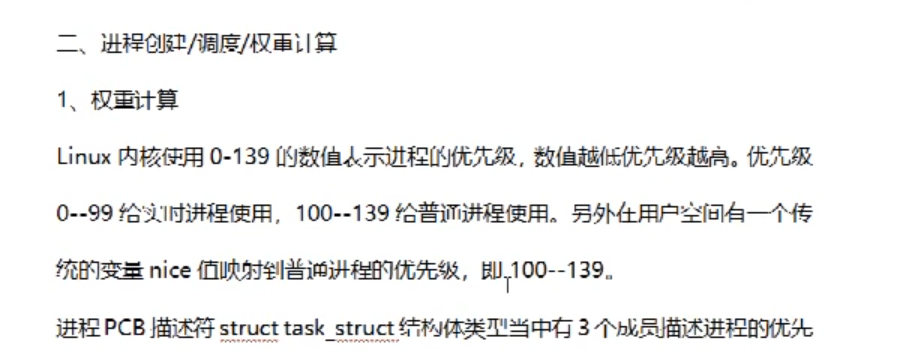 二、进程创建/调度/权重计算
1、权重计算
Linux 内核使用 0-139 的数值表示进程的优先级，数值越低优先级越高。优先级
0--99 给实时进程使用，100--139 给普通进程使用。另外在用户空间有一个传
统的变量 nice 值映射到普通进程的优先级，即 100--139。
进程 PCB 描述符 struct task_struct 结构体类型当中有 3 个成员描述进程的优先